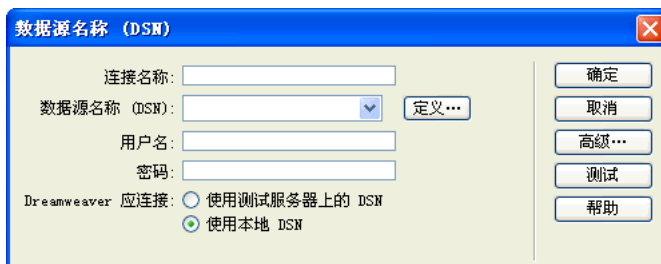 数据源名称 (DSN)
连接名称:
确定
数据源名称 (DSN):
定义…
取消
用户名:
高级…
密码:
测试
Dreamweaver 应连接:
使用测试服务器上的 DSN
帮助
使用本地 DSN